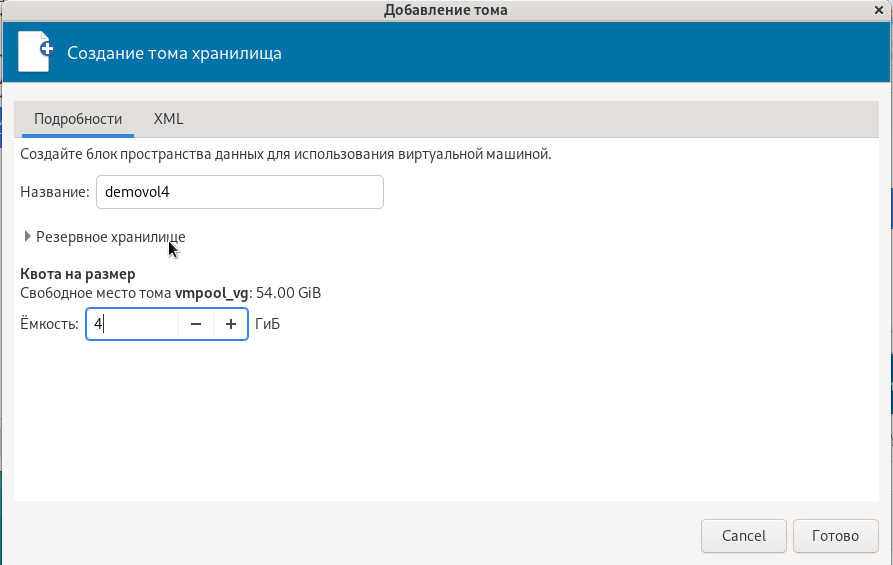 Добавление тома
Создание тома хранилища
Подробности XML
Создайте блок пространства данных для использования виртуальной машиной.
Название: demovol4
Резервное хранилище
Квота на размер
Свободное место тома vmpool_vg: 54.00 GiB
Ёмкость: 4 − + ГиБ
Cancel Готово